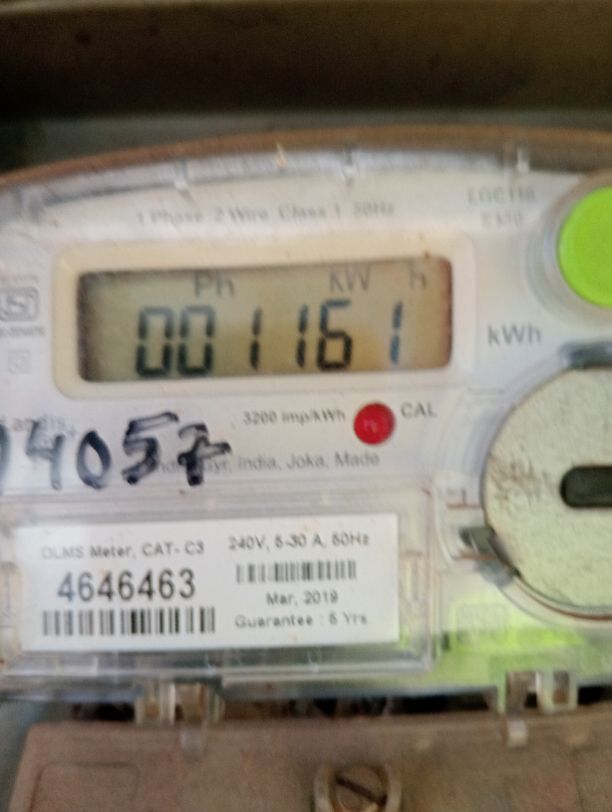 1 Phase 2 Wire Class 1 50Hz
Ph kW h
001161
kWh
3200 imp/kWh
CAL
4057
India, Joka, Made
DLMS Meter, CAT- C3
240V, 5-30 A, 50Hz
4646463
Mar, 2019
Guarantee : 5 Yrs